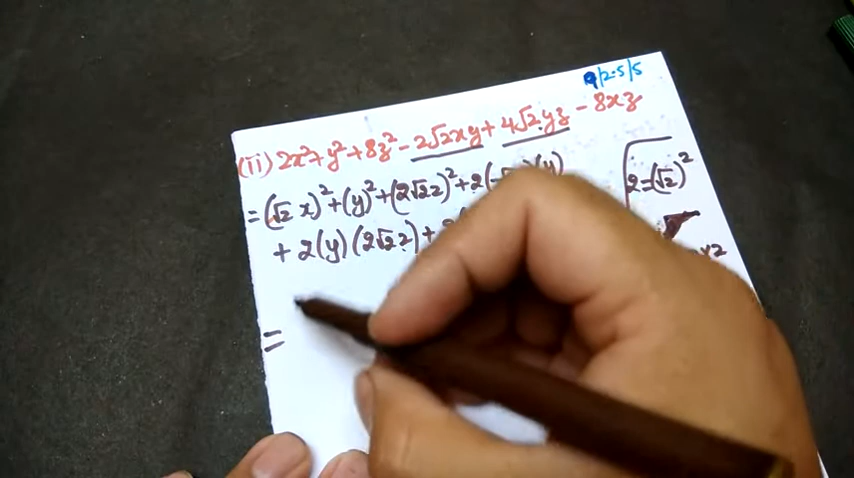 9/2.5/5
(ii) 2x²+y²+8z²-2√2xy+4√2yz-8xz
=(√2 x)²+(y)²+(2√2z)²+2( (y)
+2(y)(2√2z)+
2=(√2)²
×2
=